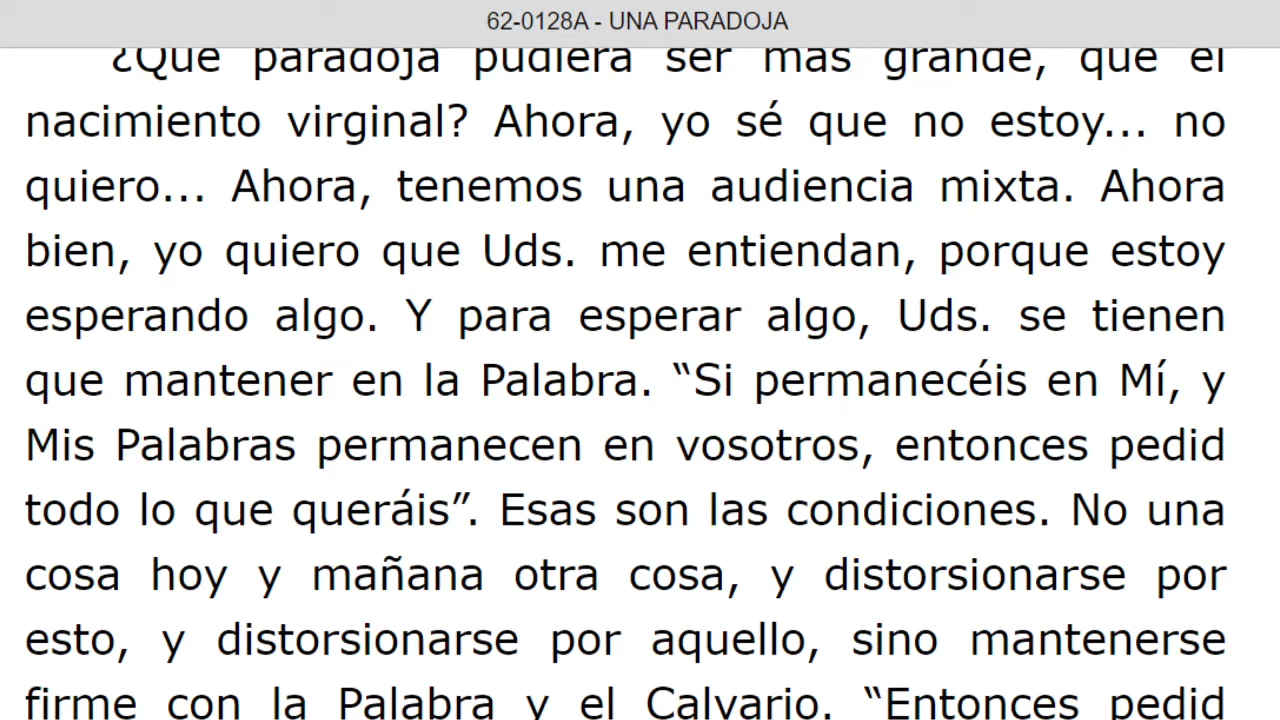 62-0128A - UNA PARADOJA
¿Que paradoja pudiera ser más grande, que el
nacimiento virginal? Ahora, yo sé que no estoy... no
quiero... Ahora, tenemos una audiencia mixta. Ahora
bien, yo quiero que Uds. me entiendan, porque estoy
esperando algo. Y para esperar algo, Uds. se tienen
que mantener en la Palabra. “Si permanecéis en Mí, y
Mis Palabras permanecen en vosotros, entonces pedid
todo lo que queráis”. Esas son las condiciones. No una
cosa hoy y mañana otra cosa, y distorsionarse por
esto, y distorsionarse por aquello, sino mantenerse
firme con la Palabra y el Calvario. “Entonces pedid